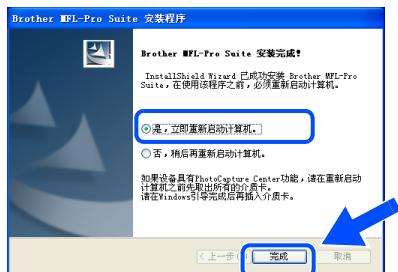 Brother MFL-Pro Suite 安装程序
Brother MFL-Pro Suite 安装完成!
InstallShield Wizard 已成功安装 Brother MFL-Pro
Suite，在使用该程序之前，必须重新启动计算机。
是，立即重新启动计算机。
否，稍后再重新启动计算机。
如果设备具有PhotoCapture Center功能，请在重新启动
计算机之前先取出所有的介质卡。
请在Windows引导完成后再插入介质卡。
< 上一步
完成
取消